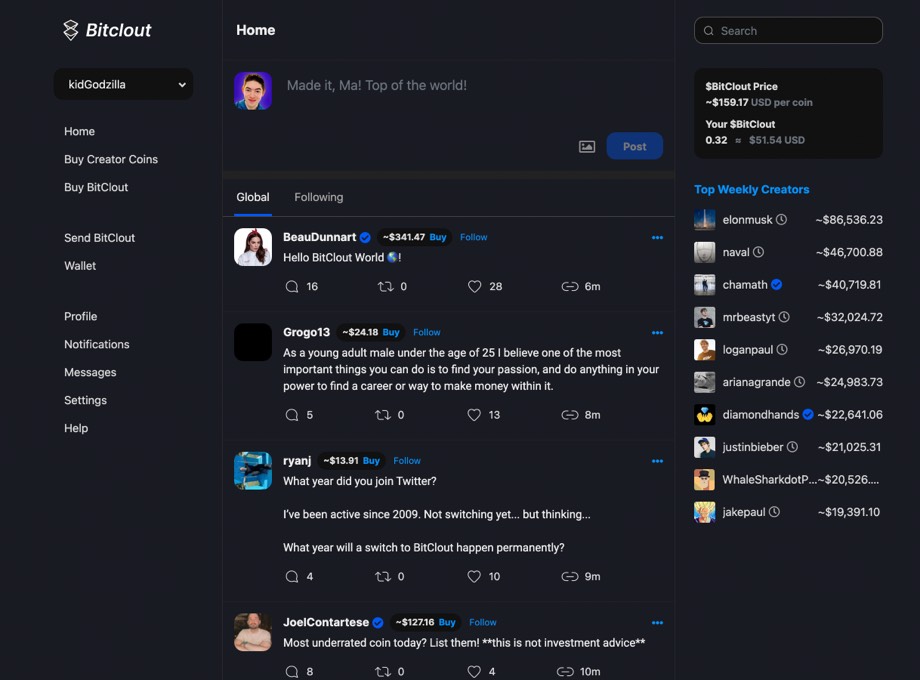 Bitclout
kidGodzilla
Home
Buy Creator Coins
Buy BitClout
Send BitClout
Wallet
Profile
Notifications
Messages
Settings
Help
Home
Made it, Ma! Top of the world!
Post
Global Following
BeauDunnart ~$341.47 Buy Follow
Hello BitClout World 🌏!
16 0 28 6m
Grogo13 ~$24.18 Buy Follow
As a young adult male under the age of 25 I believe one of the most
important things you can do is to find your passion, and do anything in your
power to find a career or way to make money within it.
5 0 13 8m
ryanj ~$13.91 Buy Follow
What year did you join Twitter?
I've been active since 2009. Not switching yet... but thinking...
What year will a switch to BitClout happen permanently?
4 0 10 9m
JoelContartese ~$127.16 Buy Follow
Most underrated coin today? List them! **this is not investment advice**
8 0 4 10m
Search
$BitClout Price
~$159.17 USD per coin
Your $BitClout
0.32 ≈ $51.54 USD
Top Weekly Creators
elonmusk ~$86,536.23
naval ~$46,700.88
chamath ~$40,719.81
mrbeastyt ~$32,024.72
loganpaul ~$26,970.19
arianagrande ~$24,983.73
diamondhands ~$22,641.06
justinbieber ~$21,025.31
WhaleSharkdotP... ~$20,526....
jakepaul ~$19,391.10